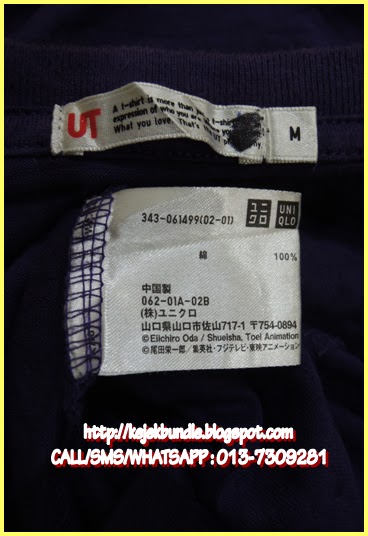 UT
A t-shirt is more than
expression of who you are
What you love. That's
M
343-061499(02-01)
ユニクロ
UNIQLO
綿 100%
中国製
062-01A-02B
(株)ユニクロ
山口県山口市佐山717-1 〒754-0894
©Eiichiro Oda / Shueisha, Toei Animation
©尾田栄一郎／集英社・フジテレビ・東映アニメーション
http://kejekbundle.blogspot.com
CALL/SMS/WHATSAPP : 013-7309281